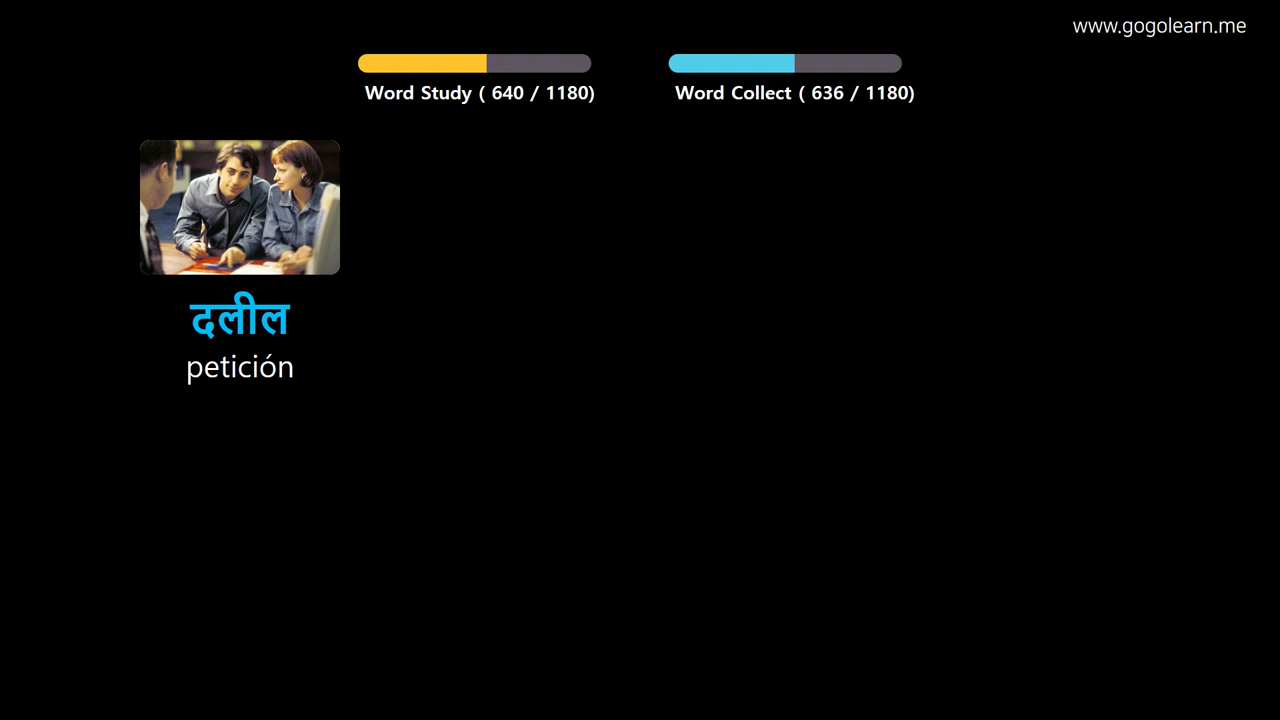 www.gogolearn.me
Word Study ( 640 / 1180)
Word Collect ( 636 / 1180)
दलील
petición